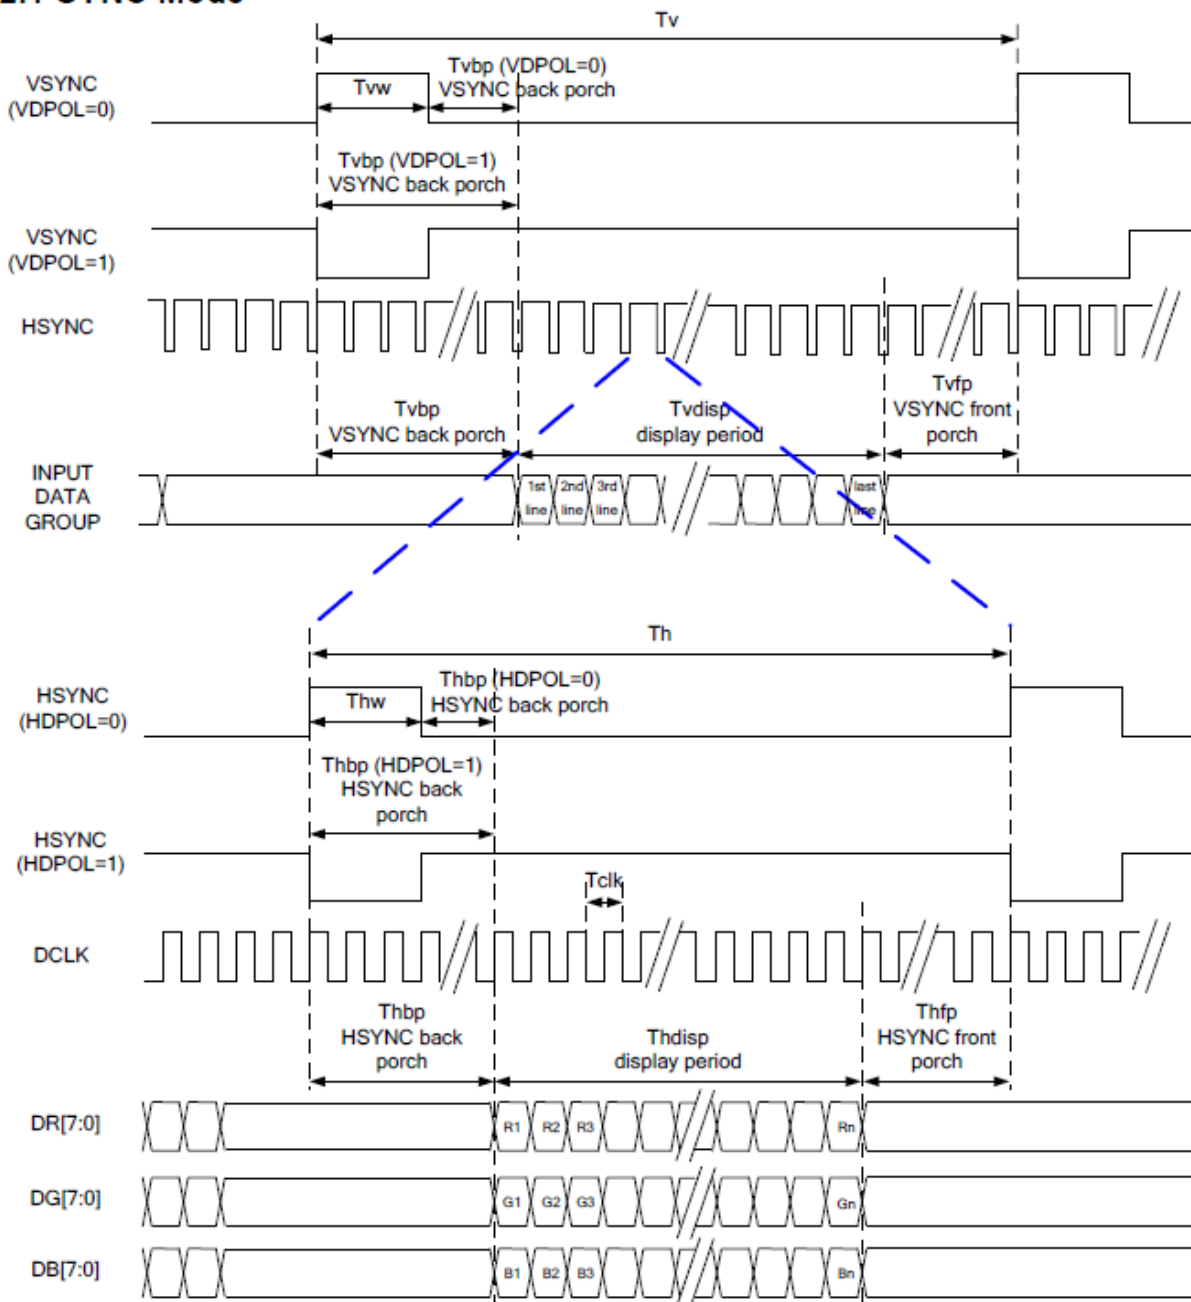 SYNC Mode
Tv
VSYNC
(VDPOL=0)
Tvw
Tvbp (VDPOL=0)
VSYNC back porch
Tvbp (VDPOL=1)
VSYNC back porch
VSYNC
(VDPOL=1)
HSYNC
Tvbp
VSYNC back porch
Tvdisp
display period
Tvfp
VSYNC front
porch
INPUT
DATA
GROUP
1st
line
2nd
line
3rd
line
last
line
Th
HSYNC
(HDPOL=0)
Thw
Thbp (HDPOL=0)
HSYNC back porch
Thbp (HDPOL=1)
HSYNC back
porch
HSYNC
(HDPOL=1)
Tclk
DCLK
Thbp
HSYNC back
porch
Thdisp
display period
Thfp
HSYNC front
porch
DR[7:0]
R1 R2 R3 Rn
DG[7:0]
G1 G2 G3 Gn
DB[7:0]
B1 B2 B3 Bn